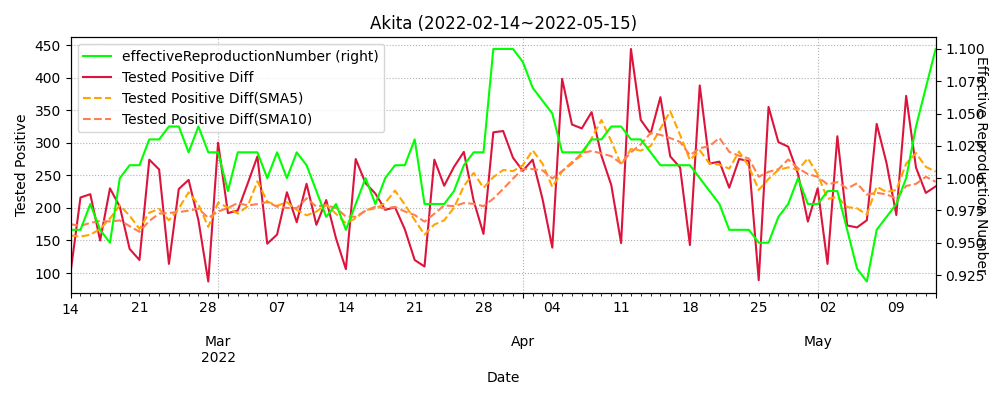 Akita (2022-02-14~2022-05-15)
effectiveReproductionNumber (right)
Tested Positive Diff
Tested Positive Diff(SMA5)
Tested Positive Diff(SMA10)
Tested Positive
450
400
350
300
250
200
150
100
1.100
1.075
1.050
1.025
1.000
0.975
0.950
0.925
Effective Reproduction Number
14 21 28 07 14 21 28 04 11 18 25 02 09
Mar Apr May
2022
Date